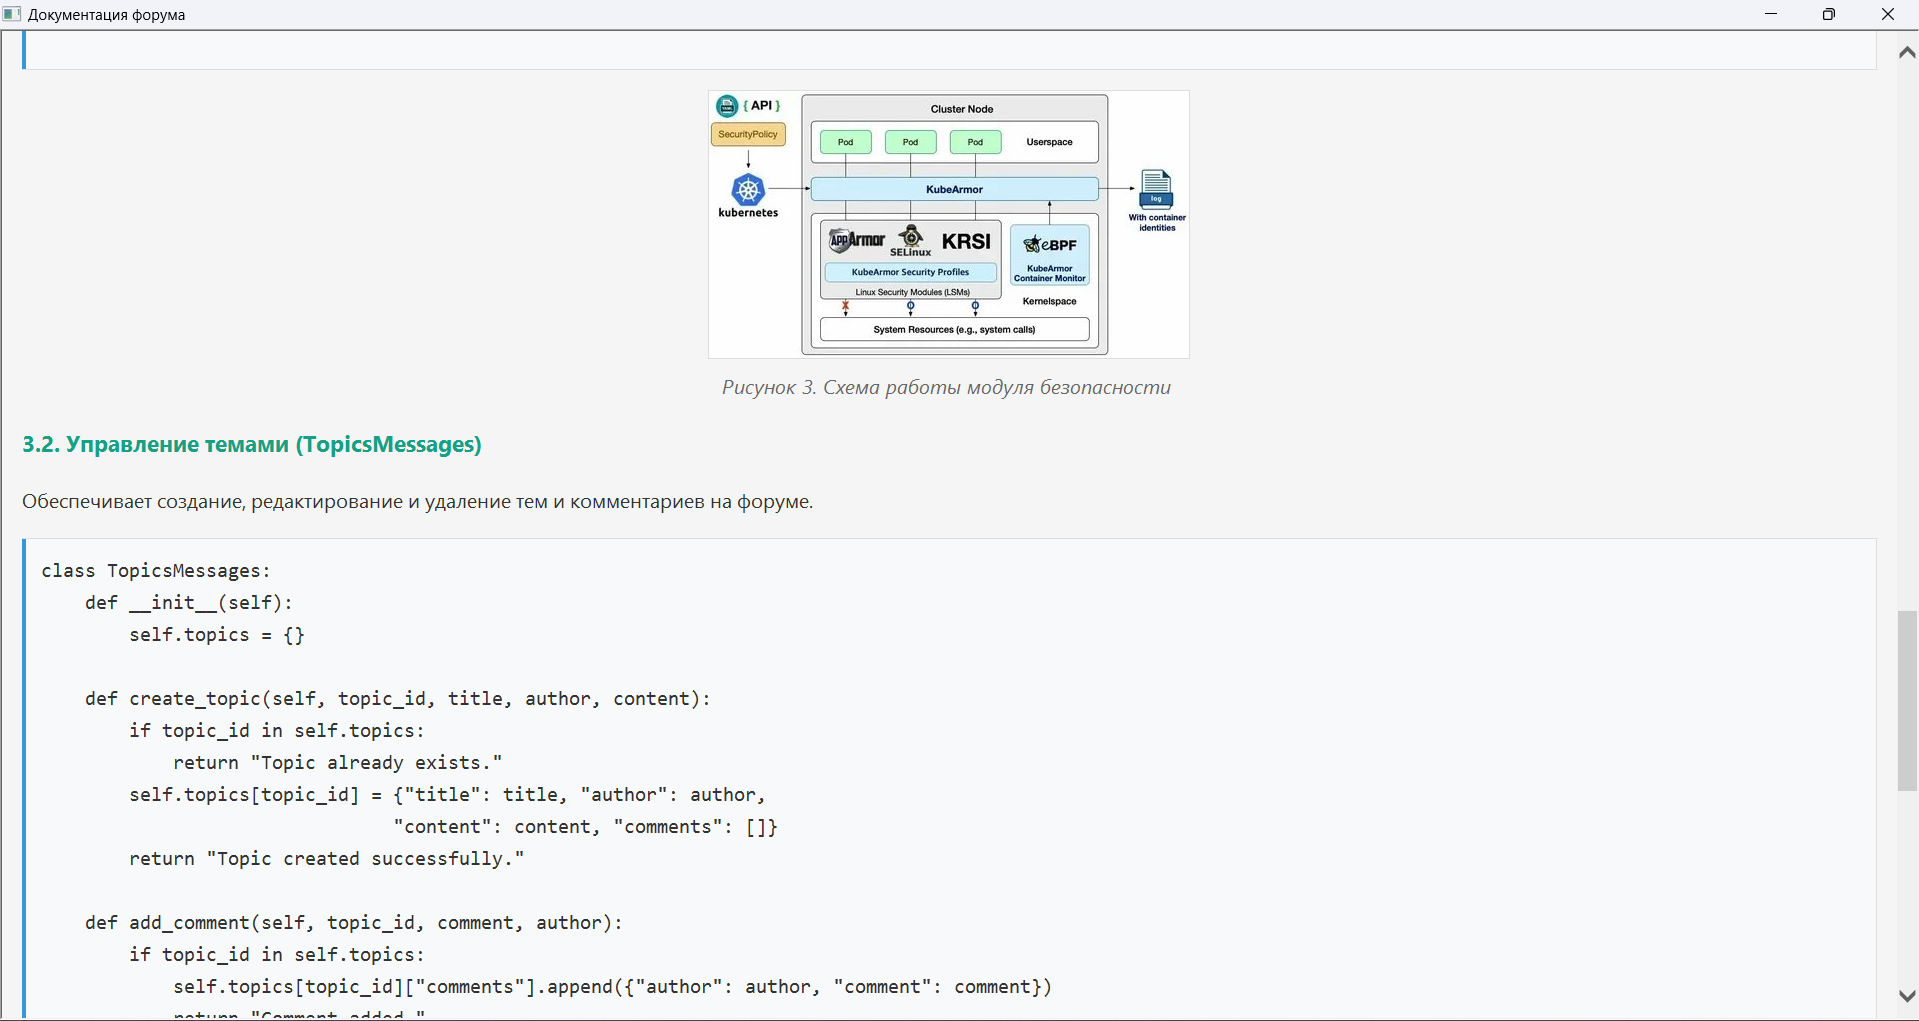 Документация форума
{ API }
SecurityPolicy
kubernetes
Cluster Node
Pod
Pod
Pod
Userspace
KubeArmor
AppArmor
SELinux
KRSI
KubeArmor Security Profiles
Linux Security Modules (LSMs)
eBPF
KubeArmor
Container Monitor
Kernelspace
System Resources (e.g., system calls)
log
With container
identities
Рисунок 3. Схема работы модуля безопасности
3.2. Управление темами (TopicsMessages)
Обеспечивает создание, редактирование и удаление тем и комментариев на форуме.
class TopicsMessages:
    def __init__(self):
        self.topics = {}
    def create_topic(self, topic_id, title, author, content):
        if topic_id in self.topics:
            return "Topic already exists."
        self.topics[topic_id] = {"title": title, "author": author,
                                "content": content, "comments": []}
        return "Topic created successfully."
    def add_comment(self, topic_id, comment, author):
        if topic_id in self.topics:
            self.topics[topic_id]["comments"].append({"author": author, "comment": comment})
            return "Comment added."